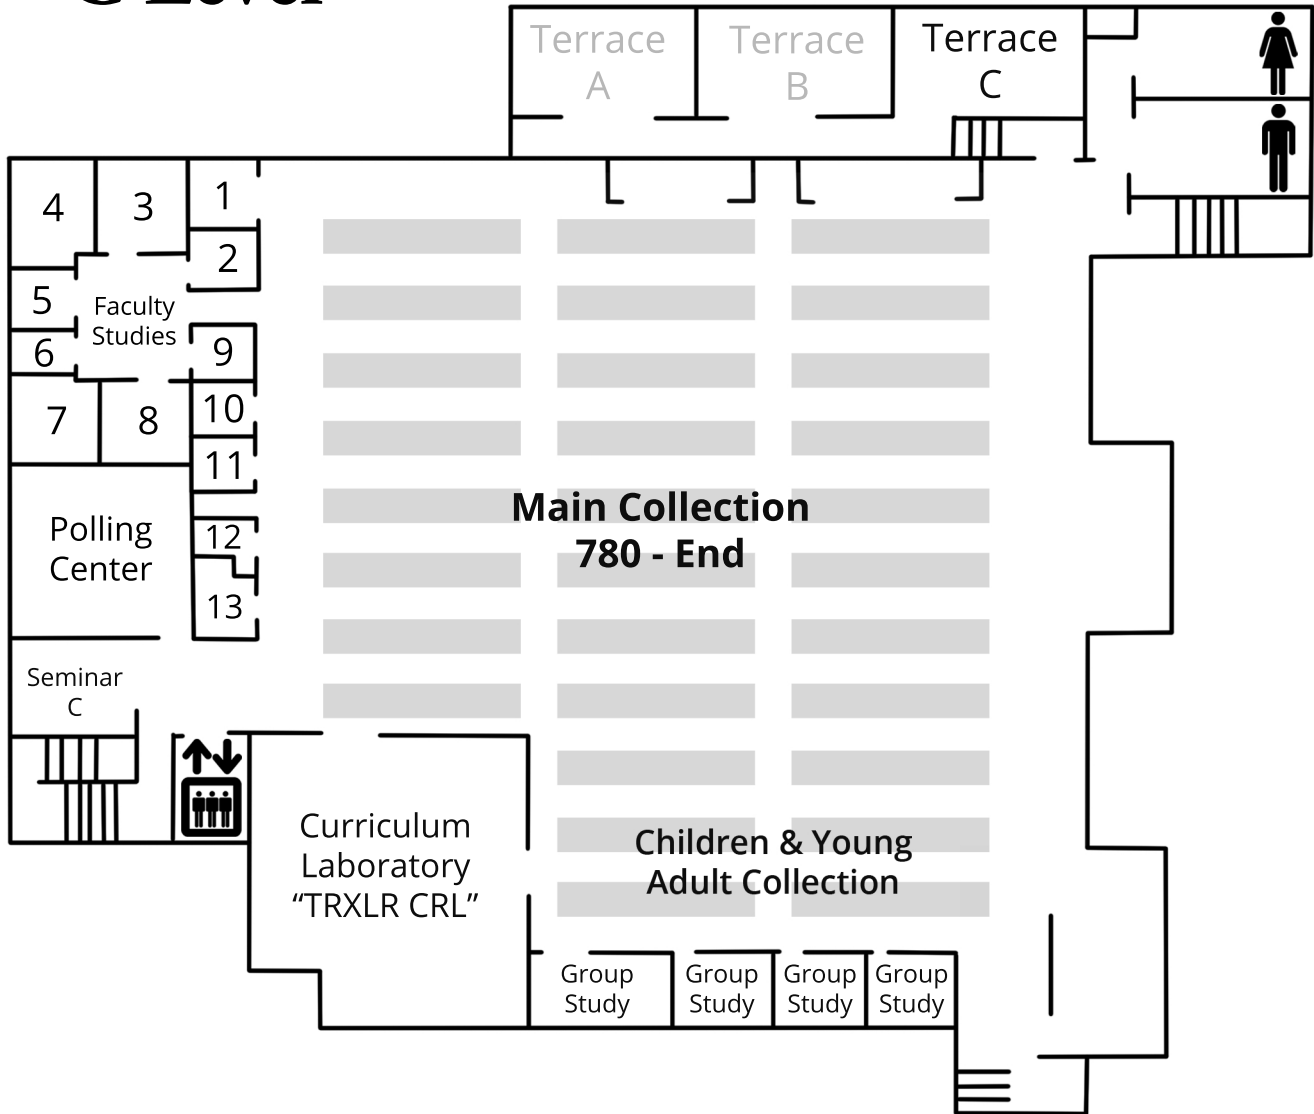 C Level
Terrace
A
Terrace
B
Terrace
C
4
3
1
2
5
Faculty
Studies
6
9
7
8
10
11
Polling
Center
12
13
Main Collection
780 - End
Seminar
C
Curriculum
Laboratory
“TRXLR CRL”
Children & Young
Adult Collection
Group
Study
Group
Study
Group
Study
Group
Study